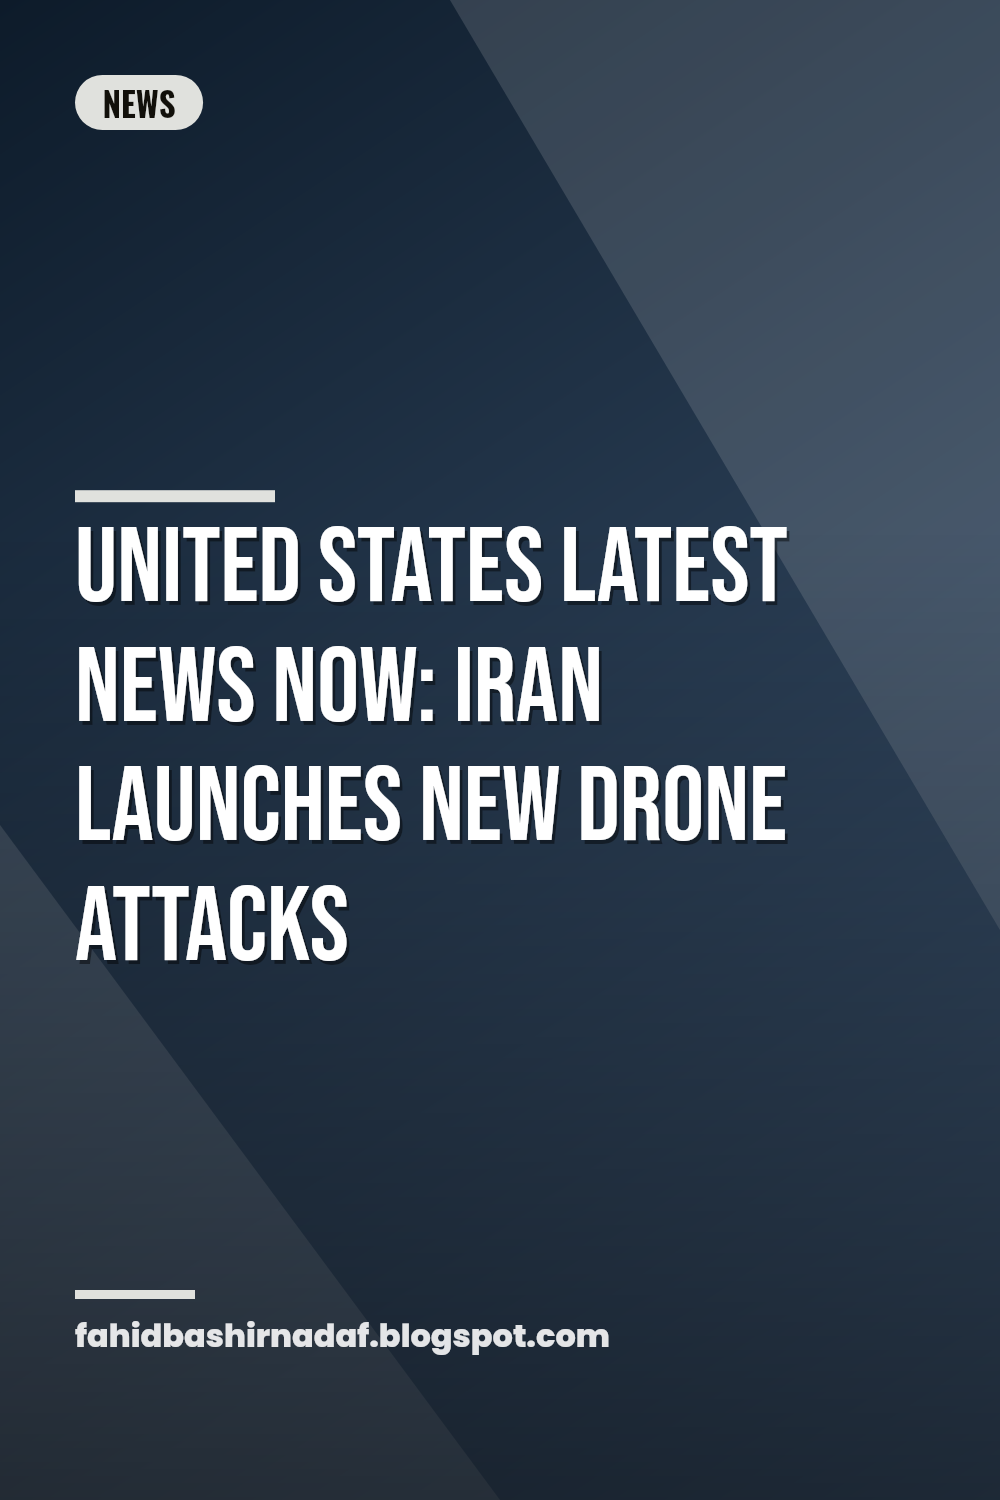 NEWS
UNITED STATES LATEST
NEWS NOW: IRAN
LAUNCHES NEW DRONE
ATTACKS
fahidbashirnadaf.blogspot.com